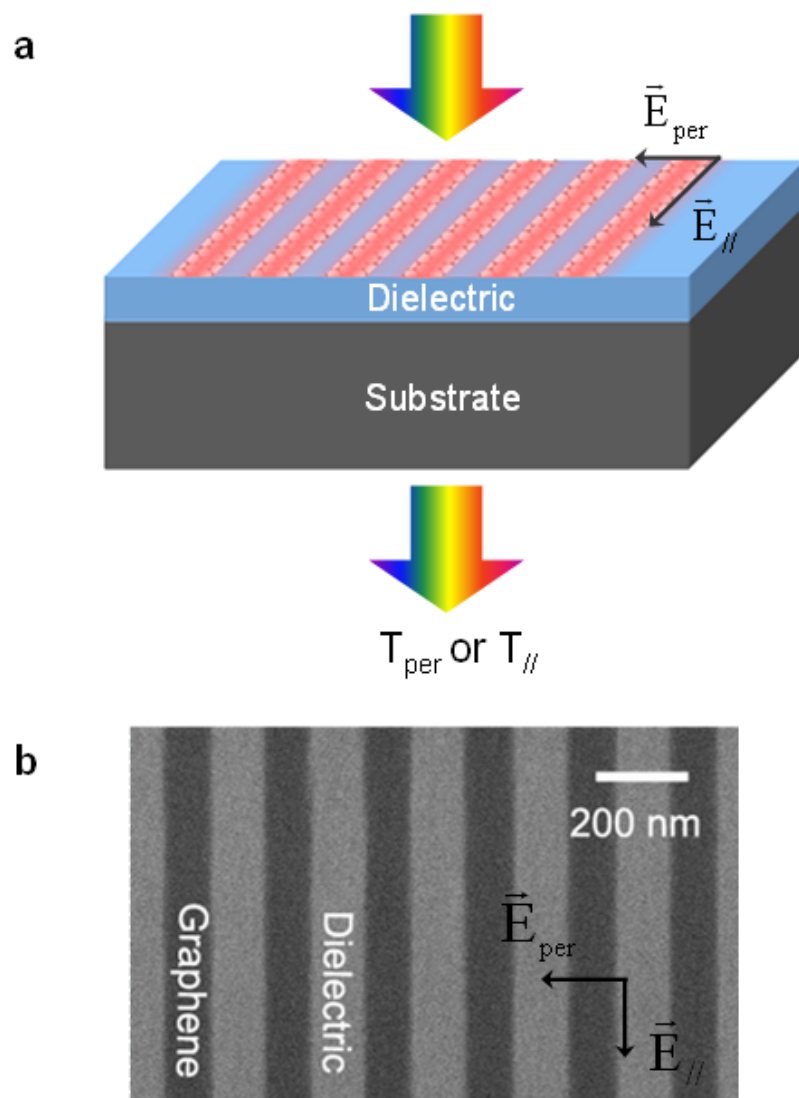 a
E⃗per
E⃗//
Dielectric
Substrate
Tper or T//
b
200 nm
Graphene
Dielectric
E⃗per
E⃗//